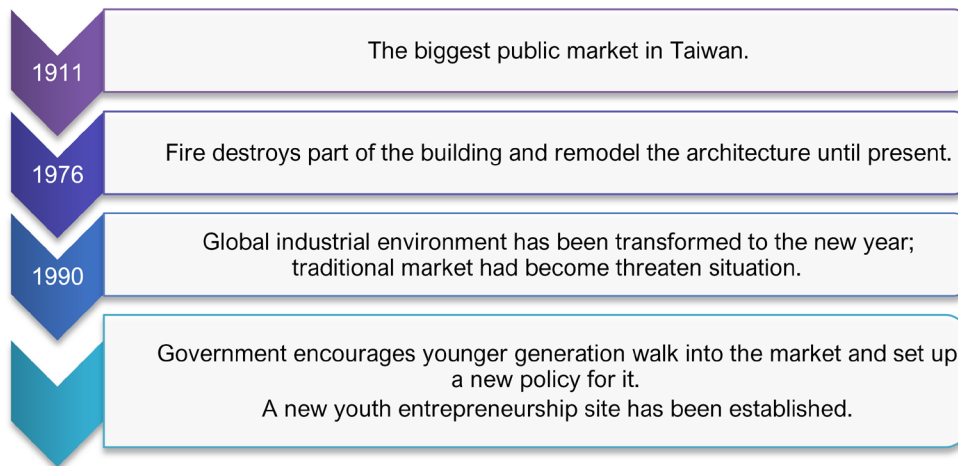 1911
The biggest public market in Taiwan.
1976
Fire destroys part of the building and remodel the architecture until present.
1990
Global industrial environment has been transformed to the new year;
traditional market had become threaten situation.
Government encourages younger generation walk into the market and set up
a new policy for it.
A new youth entrepreneurship site has been established.